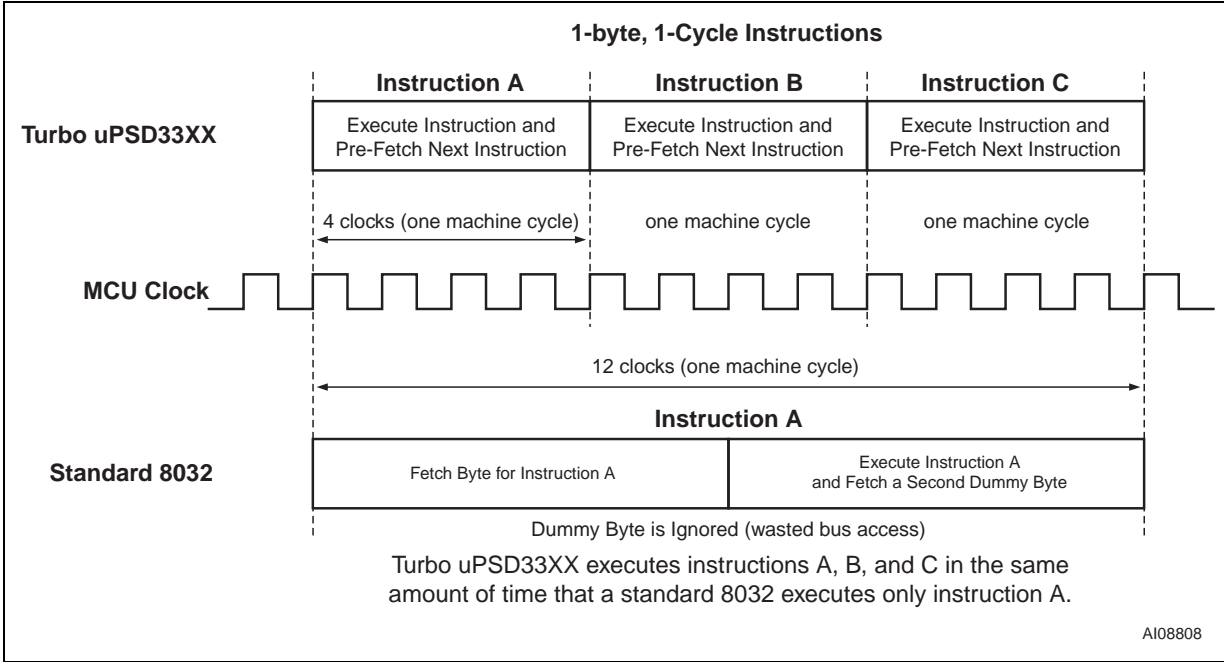 1-byte, 1-Cycle Instructions
Instruction A
Instruction B
Instruction C
Turbo uPSD33XX
Execute Instruction and
Pre-Fetch Next Instruction
Execute Instruction and
Pre-Fetch Next Instruction
Execute Instruction and
Pre-Fetch Next Instruction
4 clocks (one machine cycle)
one machine cycle
one machine cycle
MCU Clock
12 clocks (one machine cycle)
Instruction A
Standard 8032
Fetch Byte for Instruction A
Execute Instruction A
and Fetch a Second Dummy Byte
Dummy Byte is Ignored (wasted bus access)
Turbo uPSD33XX executes instructions A, B, and C in the same
amount of time that a standard 8032 executes only instruction A.
AI08808